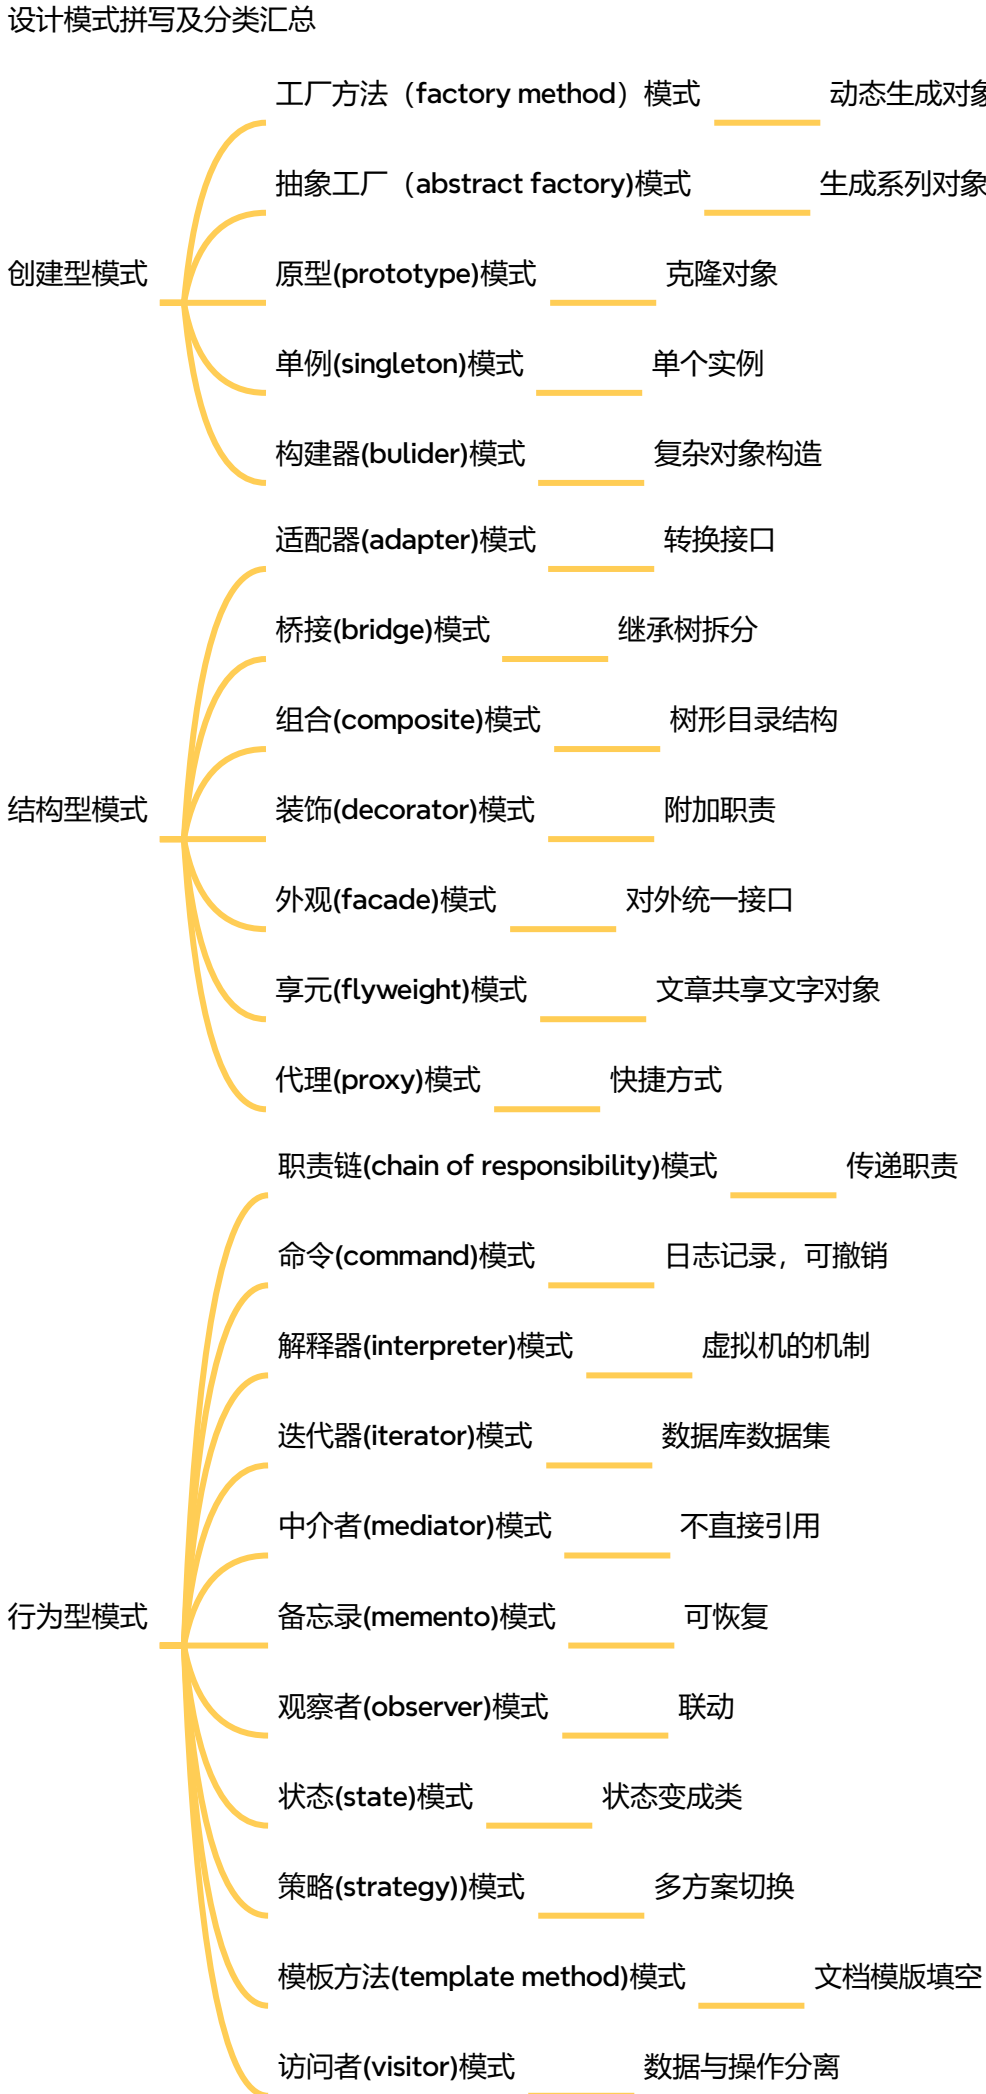 设计模式拼写及分类汇总
创建型模式
工厂方法（factory method）模式 动态生成对象
抽象工厂（abstract factory)模式 生成系列对象
原型(prototype)模式 克隆对象
单例(singleton)模式 单个实例
构建器(bulider)模式 复杂对象构造
结构型模式
适配器(adapter)模式 转换接口
桥接(bridge)模式 继承树拆分
组合(composite)模式 树形目录结构
装饰(decorator)模式 附加职责
外观(facade)模式 对外统一接口
享元(flyweight)模式 文章共享文字对象
代理(proxy)模式 快捷方式
行为型模式
职责链(chain of responsibility)模式 传递职责
命令(command)模式 日志记录，可撤销
解释器(interpreter)模式 虚拟机的机制
迭代器(iterator)模式 数据库数据集
中介者(mediator)模式 不直接引用
备忘录(memento)模式 可恢复
观察者(observer)模式 联动
状态(state)模式 状态变成类
策略(strategy))模式 多方案切换
模板方法(template method)模式 文档模版填空
访问者(visitor)模式 数据与操作分离